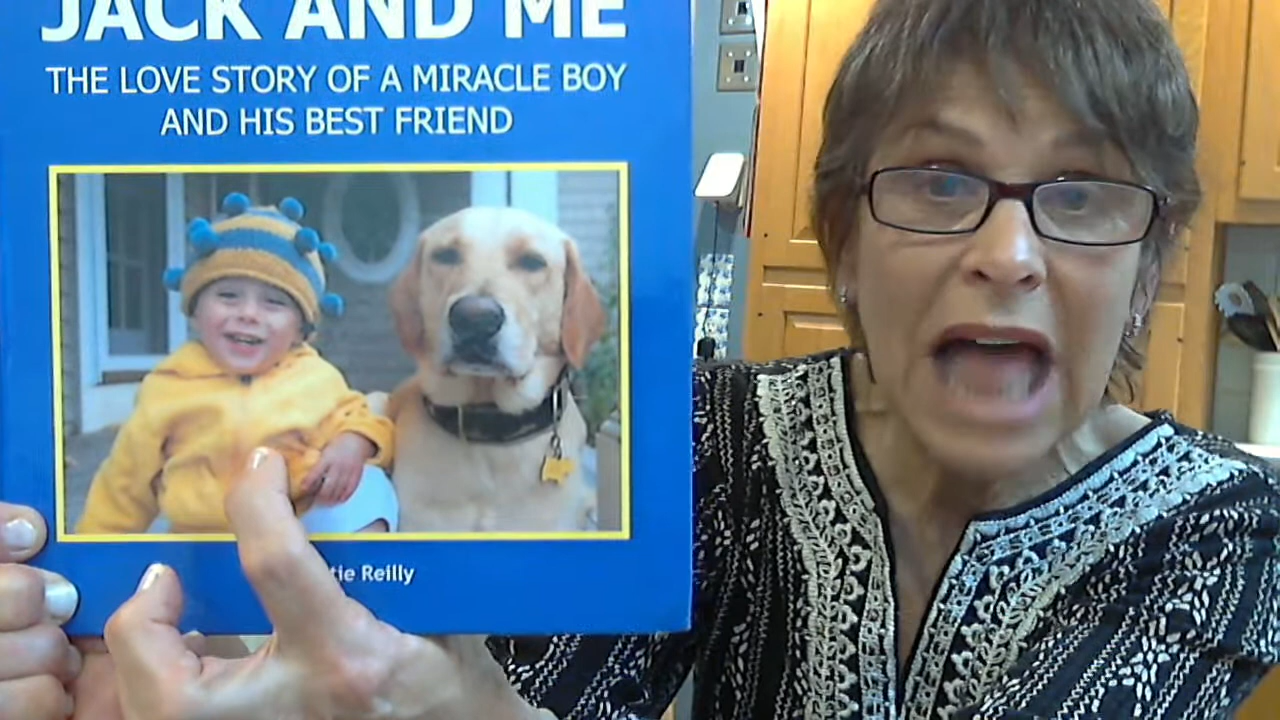 JACK AND ME
THE LOVE STORY OF A MIRACLE BOY
AND HIS BEST FRIEND
Reilly